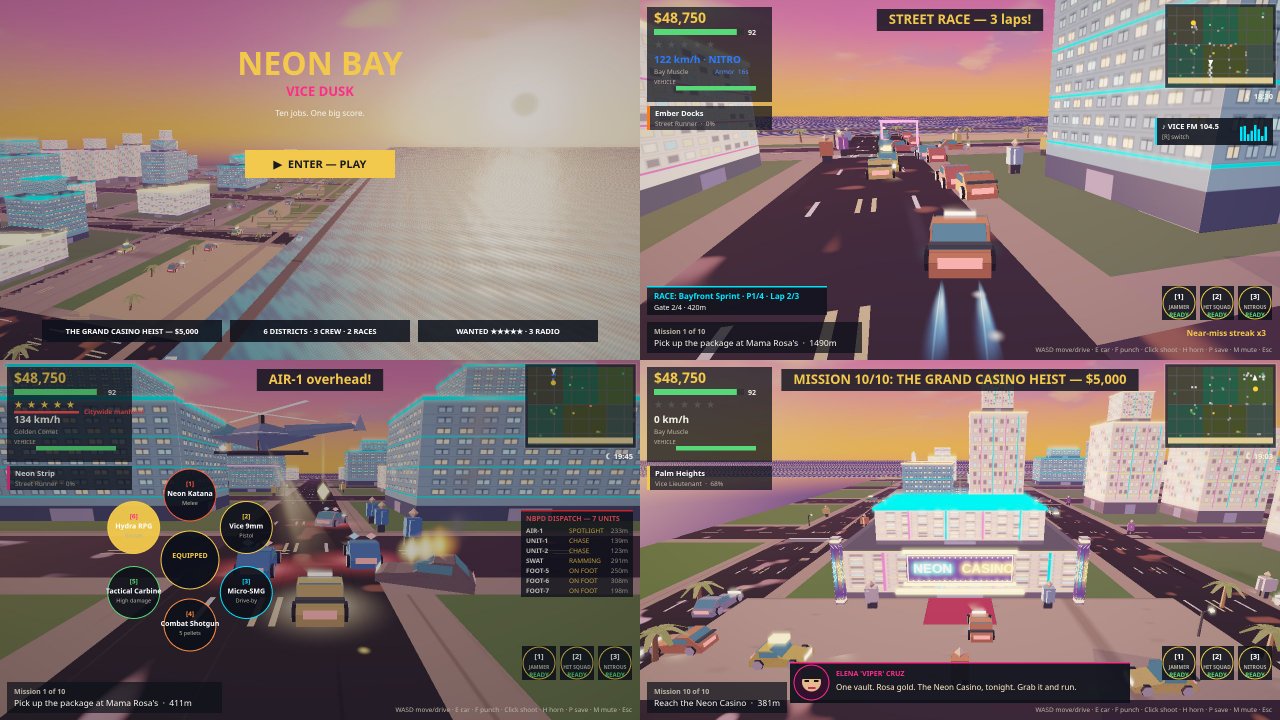 NEON BAY
VICE DUSK
Ten jobs. One big score.
▶ ENTER — PLAY
THE GRAND CASINO HEIST — $5,000
6 DISTRICTS · 3 CREW · 2 RACES
WANTED ★★★★★ · 3 RADIO
$48,750
92
★ ★ ★ ★ ★
122 km/h · NITRO
Bay Muscle Armor 16s
VEHICLE
Ember Docks
Street Runner · 0%
STREET RACE — 3 laps!
♪ VICE FM 104.5
[R] switch
RACE: Bayfront Sprint · P1/4 · Lap 2/3
Gate 2/4 · 420m
Mission 1 of 10
Pick up the package at Mama Rosa's · 1490m
[1] JAMMER READY
[2] HIT SQUAD READY
[3] NITROUS READY
Near-miss streak x3
WASD move/drive · E car · F punch · Click shoot · H horn · P save · M mute · Esc
$48,750
92
★ ★ ★ ★ ★
134 km/h
Golden Comet
VEHICLE
Neon Strip
Street Runner · 0%
AIR-1 overhead!
☾ 19:45
[1]
Neon Katana
Melee
[2]
Vice 9mm
Pistol
[3]
Micro-SMG
Drive-by
[4]
Combat Shotgun
5 pellets
[5]
Tactical Carbine
High damage
[6]
Hydra RPG
EQUIPPED
NBPD DISPATCH — 7 UNITS
AIR-1 SPOTLIGHT 233m
UNIT-1 CHASE 139m
UNIT-2 CHASE 123m
SWAT RAMMING 291m
FOOT-5 ON FOOT 250m
FOOT-6 ON FOOT 308m
FOOT-7 ON FOOT 198m
[1] JAMMER READY
[2] HIT SQUAD READY
[3] NITROUS READY
Mission 1 of 10
Pick up the package at Mama Rosa's · 411m
WASD move/drive · E car · F punch · Click shoot · H horn · P save · M mute · Esc
$48,750
92
★ ★ ★ ★ ★
0 km/h
Bay Muscle
VEHICLE
Palm Heights
Vice Lieutenant · 68%
MISSION 10/10: THE GRAND CASINO HEIST — $5,000
NEON CASINO
[1] JAMMER READY
[2] HIT SQUAD READY
[3] NITROUS READY
Mission 10 of 10
Reach the Neon Casino · 381m
ELENA 'VIPER' CRUZ
One vault. Rosa gold. The Neon Casino, tonight. Grab it and run.
WASD move/drive · E car · F punch · Click shoot · H horn · P save · M mute · Esc